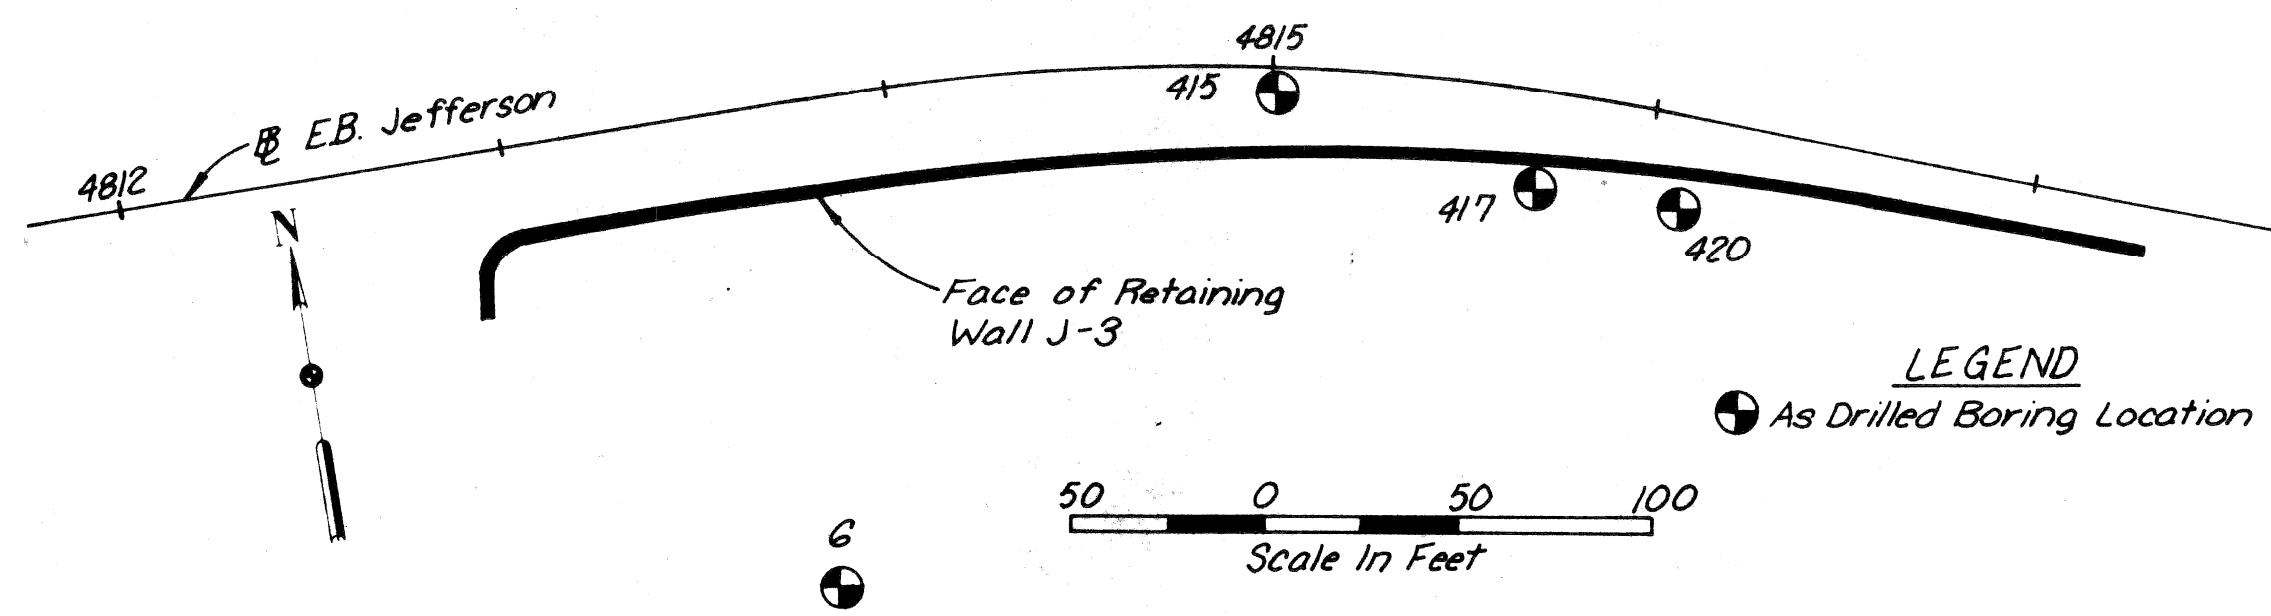 4815
415
℄ E.B. Jefferson
4812
N
417
420
Face of Retaining
Wall J-3
LEGEND
As Drilled Boring Location
50 0 50 100
Scale In Feet
6